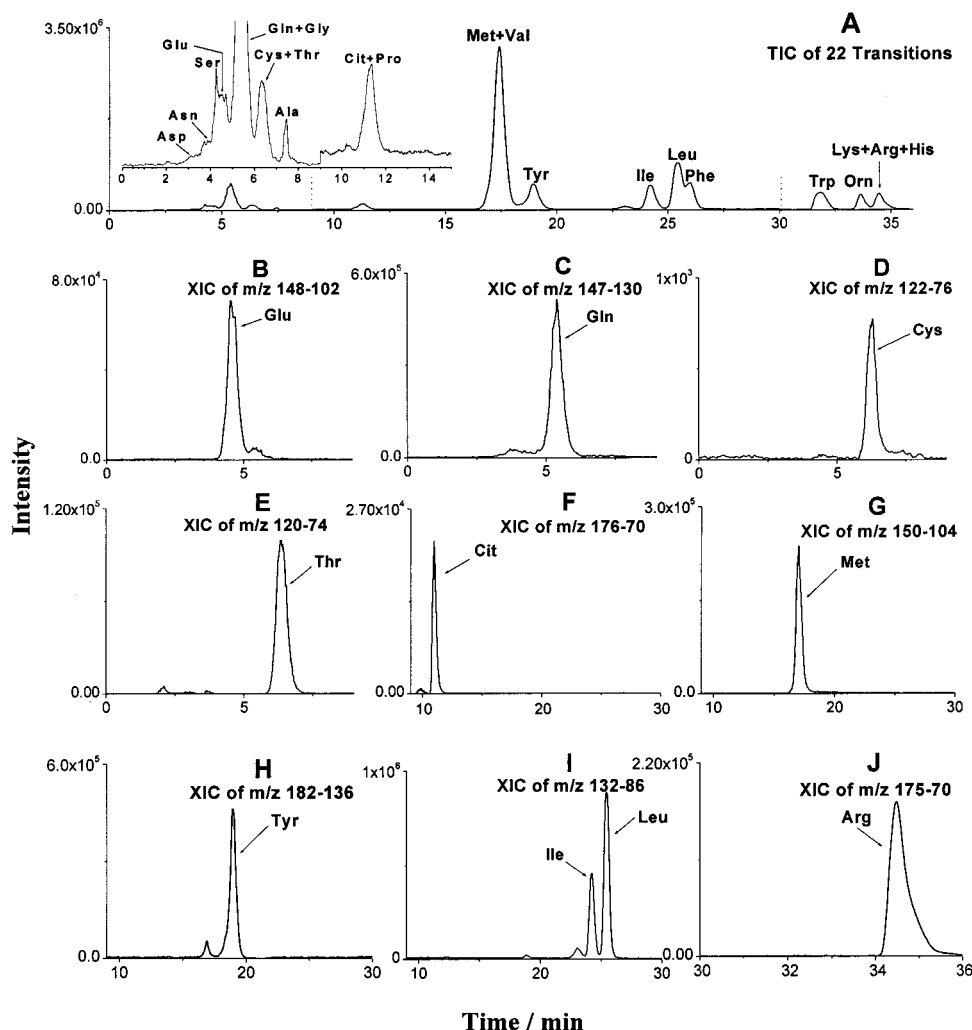 3.50x10⁶
A
TIC of 22 Transitions
Gln+Gly
Glu
Cys+Thr
Ser
Cit+Pro
Asn
Ala
Asp
0 2 4 6 8 10 12 14
Met+Val
Tyr
Ile
Leu
Phe
Lys+Arg+His
Trp
Orn
0.00
0 5 10 15 20 25 30 35
B
8.0x10⁴
XIC of m/z 148-102
Glu
0.0
0 5
C
6.0x10⁵
XIC of m/z 147-130
Gln
0.0
0 5
D
1x10³
XIC of m/z 122-76
Cys
0
0 5
Intensity
E
1.20x10⁵
XIC of m/z 120-74
Thr
0.00
0 5
F
2.70x10⁴
XIC of m/z 176-70
Cit
0.00
10 20 30
G
3.0x10⁵
XIC of m/z 150-104
Met
0.0
10 20 30
H
6.0x10⁵
XIC of m/z 182-136
Tyr
0.0
10 20 30
I
1x10⁶
XIC of m/z 132-86
Leu
Ile
0
10 20 30
J
2.20x10⁵
XIC of m/z 175-70
Arg
0.00
30 32 34 36
Time / min